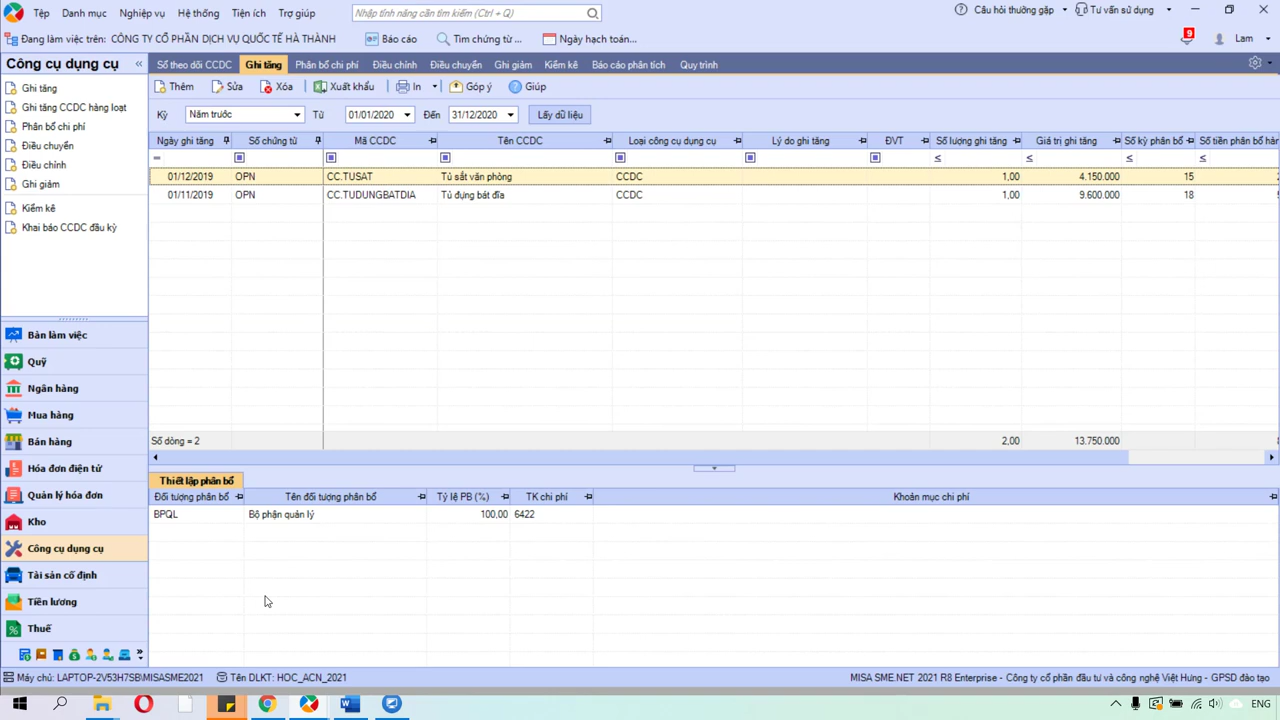 Tệp Danh mục Nghiệp vụ Hệ thống Tiện ích Trợ giúp Nhập tính năng cần tìm kiếm (Ctrl + Q) Câu hỏi thường gặp Tư vấn sử dụng
Đang làm việc trên: CÔNG TY CỔ PHẦN DỊCH VỤ QUỐC TẾ HÀ THÀNH Báo cáo Tìm chứng từ ... Ngày hạch toán... 9 Lam
Công cụ dụng cụ
Sổ theo dõi CCDC Ghi tăng Phân bổ chi phí Điều chỉnh Điều chuyển Ghi giảm Kiểm kê Báo cáo phân tích Quy trình
Ghi tăng
Ghi tăng CCDC hàng loạt
Phân bổ chi phí
Điều chuyển
Điều chỉnh
Ghi giảm
Kiểm kê
Khai báo CCDC đầu kỳ
Thêm Sửa Xóa Xuất khẩu In Góp ý Giúp
Kỳ Năm trước Từ 01/01/2020 Đến 31/12/2020 Lấy dữ liệu
Ngày ghi tăng Số chứng từ Mã CCDC Tên CCDC Loại công cụ dụng cụ Lý do ghi tăng ĐVT Số lượng ghi tăng Giá trị ghi tăng Số kỳ phân bổ Số tiền phân bổ hàn
= ≤ ≤ ≤ ≤
01/12/2019 OPN CC.TUSAT Tủ sắt văn phòng CCDC 1,00 4.150.000 15
01/11/2019 OPN CC.TUDUNGBATDIA Tủ đựng bát đĩa CCDC 1,00 9.600.000 18
Số dòng = 2 2,00 13.750.000
Thiết lập phân bổ
Đối tượng phân bổ Tên đối tượng phân bổ Tỷ lệ PB (%) TK chi phí Khoản mục chi phí
BPQL Bộ phận quản lý 100,00 6422
Bàn làm việc
Quỹ
Ngân hàng
Mua hàng
Bán hàng
Hóa đơn điện tử
Quản lý hóa đơn
Kho
Công cụ dụng cụ
Tài sản cố định
Tiền lương
Thuế
Máy chủ: LAPTOP-2V53H7SB\MISASME2021 Tên DLKT: HOC_ACN_2021 MISA SME.NET 2021 R8 Enterprise - Công ty cổ phần đầu tư và công nghệ Việt Hưng - GPSD đào tạo
ENG